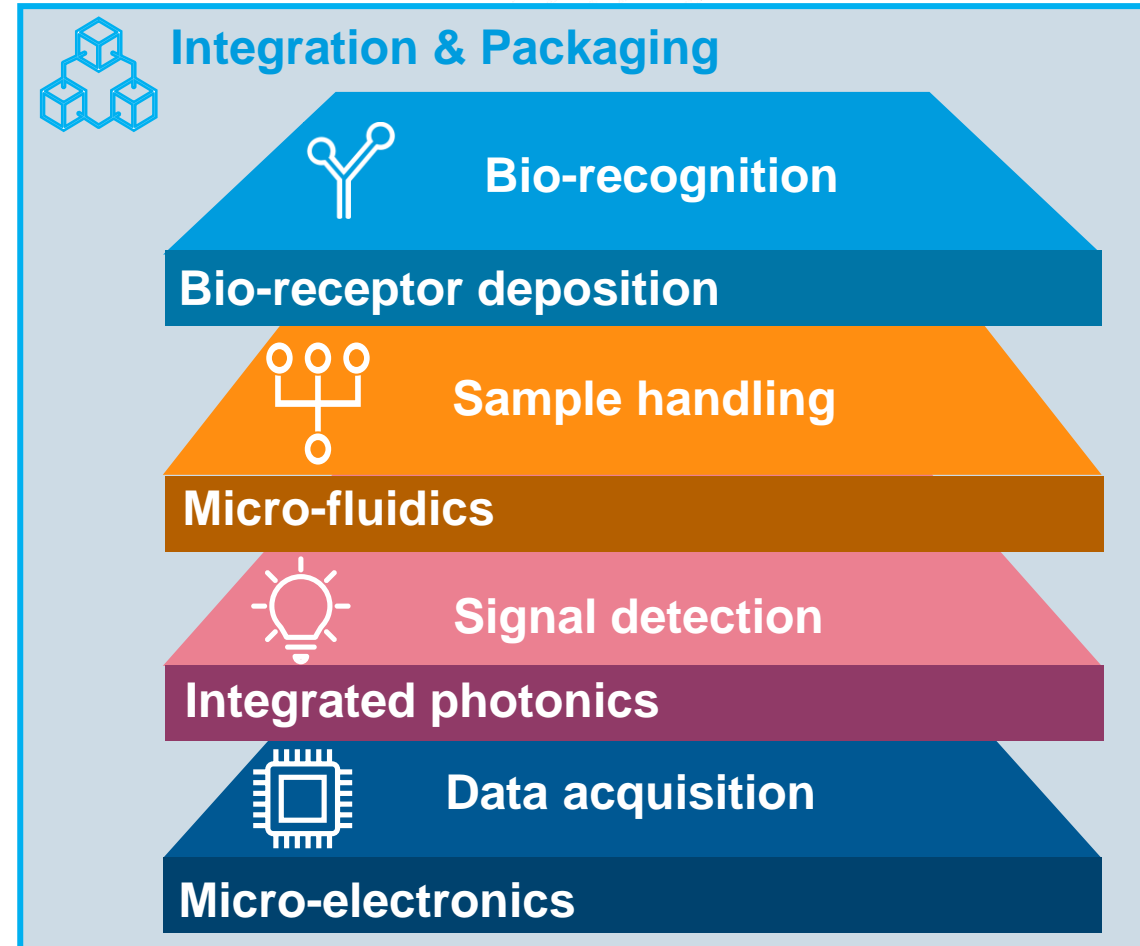 Integration & Packaging
Bio-recognition
Bio-receptor deposition
Sample handling
Micro-fluidics
Signal detection
Integrated photonics
Data acquisition
Micro-electronics